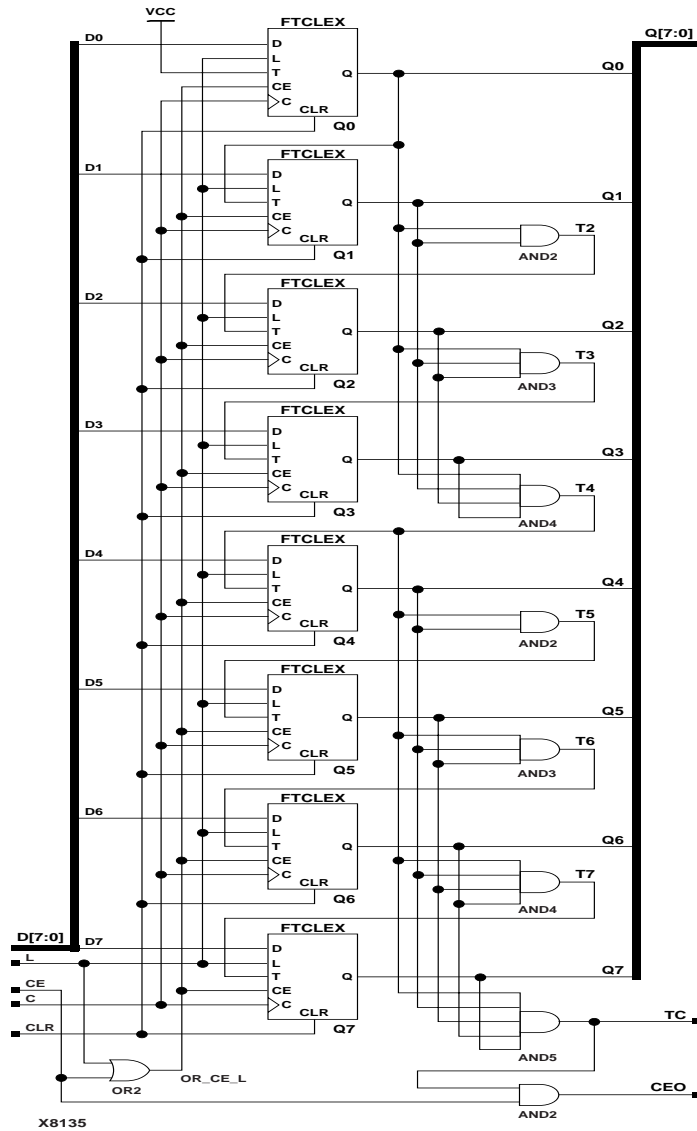 VCC
FTCLEX
D0 D Q[7:0]
L
T Q Q0
CE
C
CLR
Q0
FTCLEX
D1 D
L
T Q Q1
CE
C T2
CLR
Q1 AND2
FTCLEX
D2 D
L
T Q Q2
CE
C T3
CLR
Q2 AND3
FTCLEX
D3 D
L
T Q Q3
CE
C T4
CLR
Q3 AND4
FTCLEX
D4 D
L
T Q Q4
CE
C T5
CLR
Q4 AND2
FTCLEX
D5 D
L
T Q Q5
CE
C T6
CLR
Q5 AND3
FTCLEX
D6 D
L
T Q Q6
CE
C T7
CLR
Q6 AND4
FTCLEX
D[7:0] D7 D
L L
T Q Q7
CE CE
C C TC
CLR CLR
Q7
AND5
OR2 OR_CE_L CEO
AND2
X8135